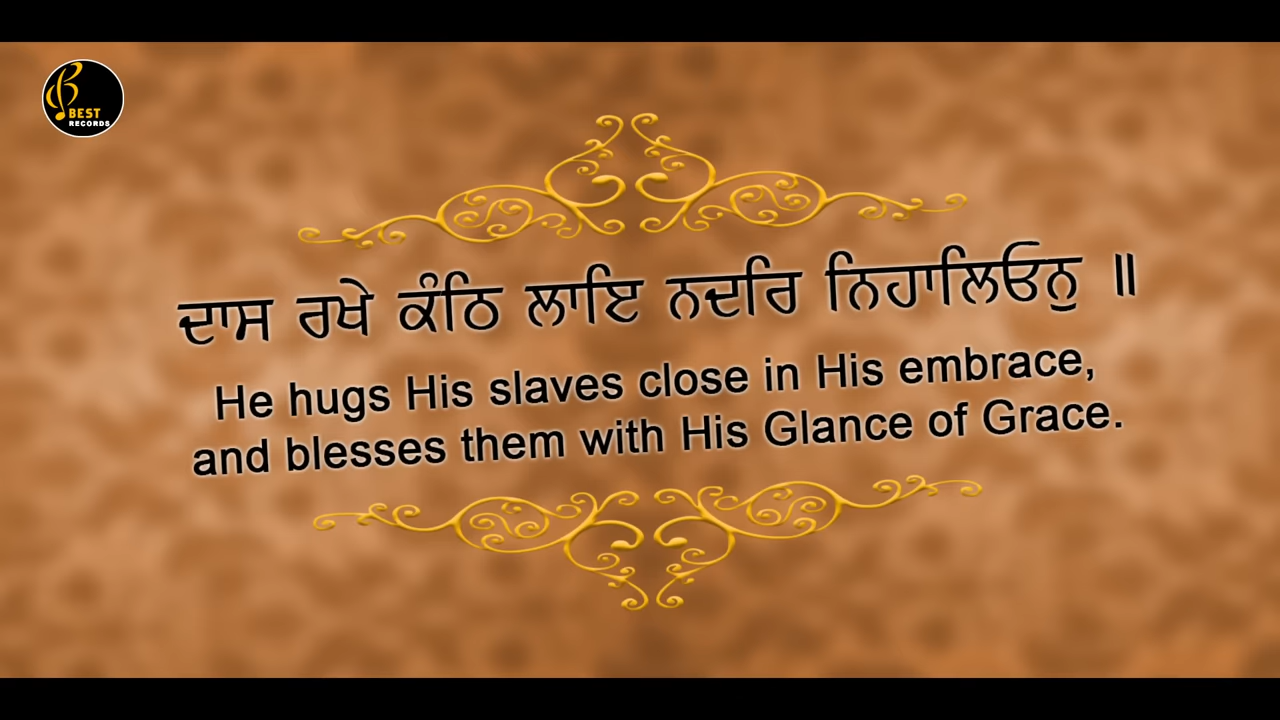 BEST
RECORDS
ਦਾਸ ਰਖੇ ਕੰਠਿ ਲਾਇ ਨਦਰਿ ਨਿਹਾਲਿਓਨੁ ॥
He hugs His slaves close in His embrace,
and blesses them with His Glance of Grace.